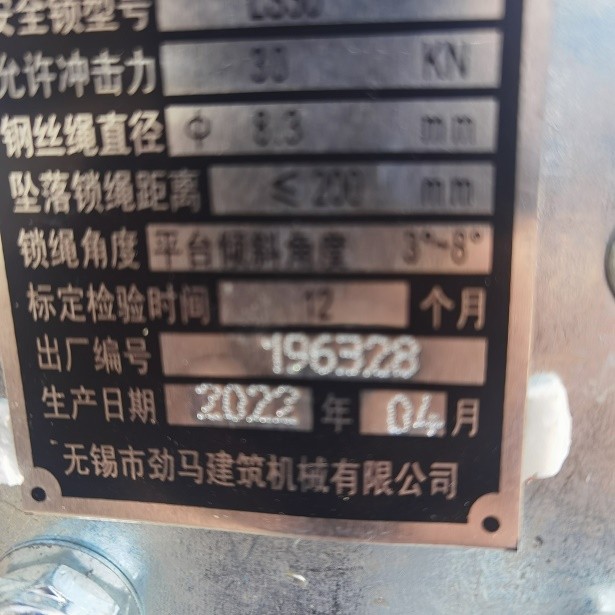 安全锁型号 LS30
允许冲击力 30 KN
钢丝绳直径 Φ 8.3 mm
坠落锁绳距离 ≤200 mm
锁绳角度 平台倾斜角度 3°~8°
标定检验时间 12 个月
出厂编号 196328
生产日期 2022 年 04 月
无锡市劲马建筑机械有限公司